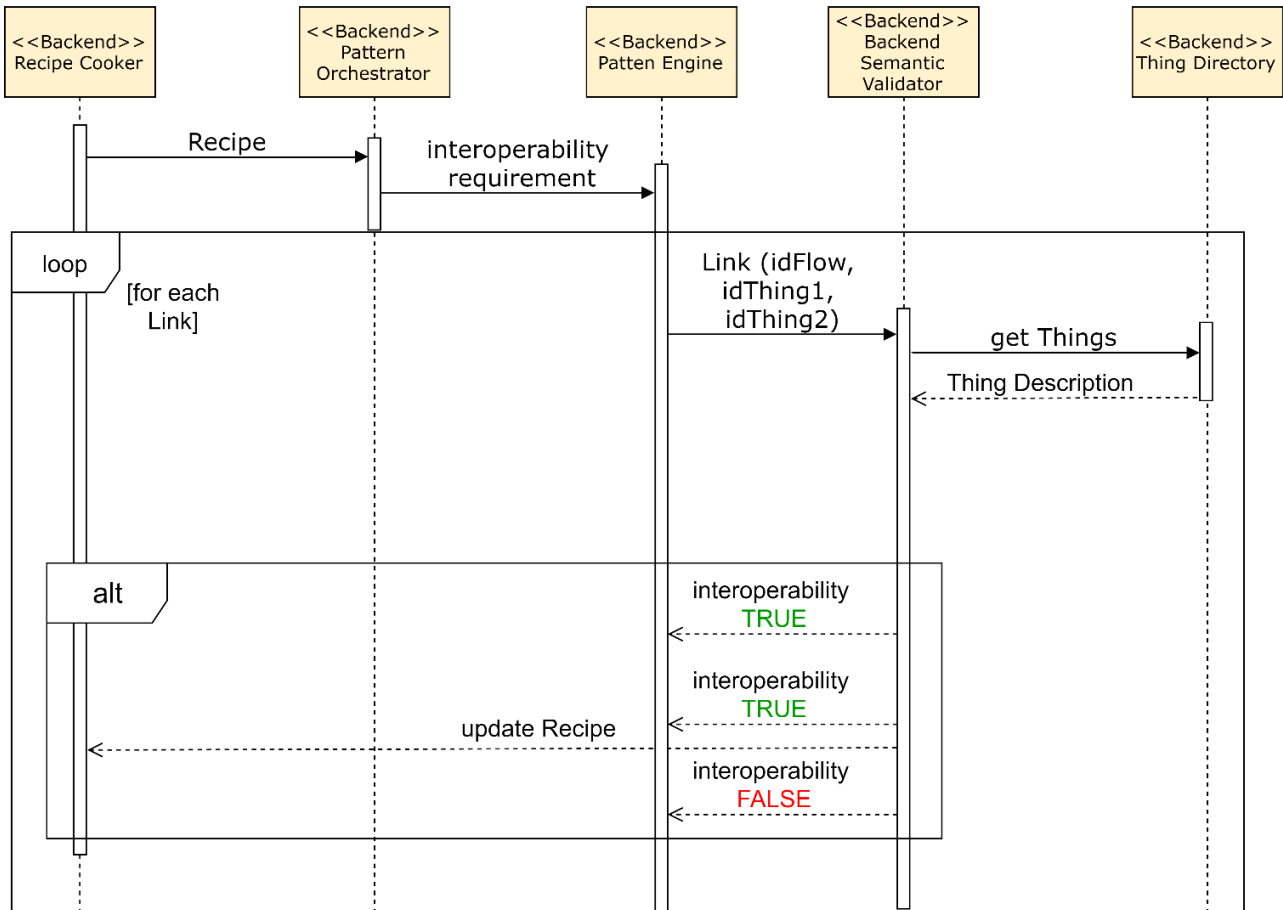 <<Backend>>
Recipe Cooker
<<Backend>>
Pattern
Orchestrator
<<Backend>>
Patten Engine
<<Backend>>
Backend
Semantic
Validator
<<Backend>>
Thing Directory
Recipe
interoperability
requirement
loop
[for each
Link]
Link (idFlow,
idThing1,
idThing2)
get Things
Thing Description
alt
interoperability
TRUE
interoperability
TRUE
update Recipe
interoperability
FALSE